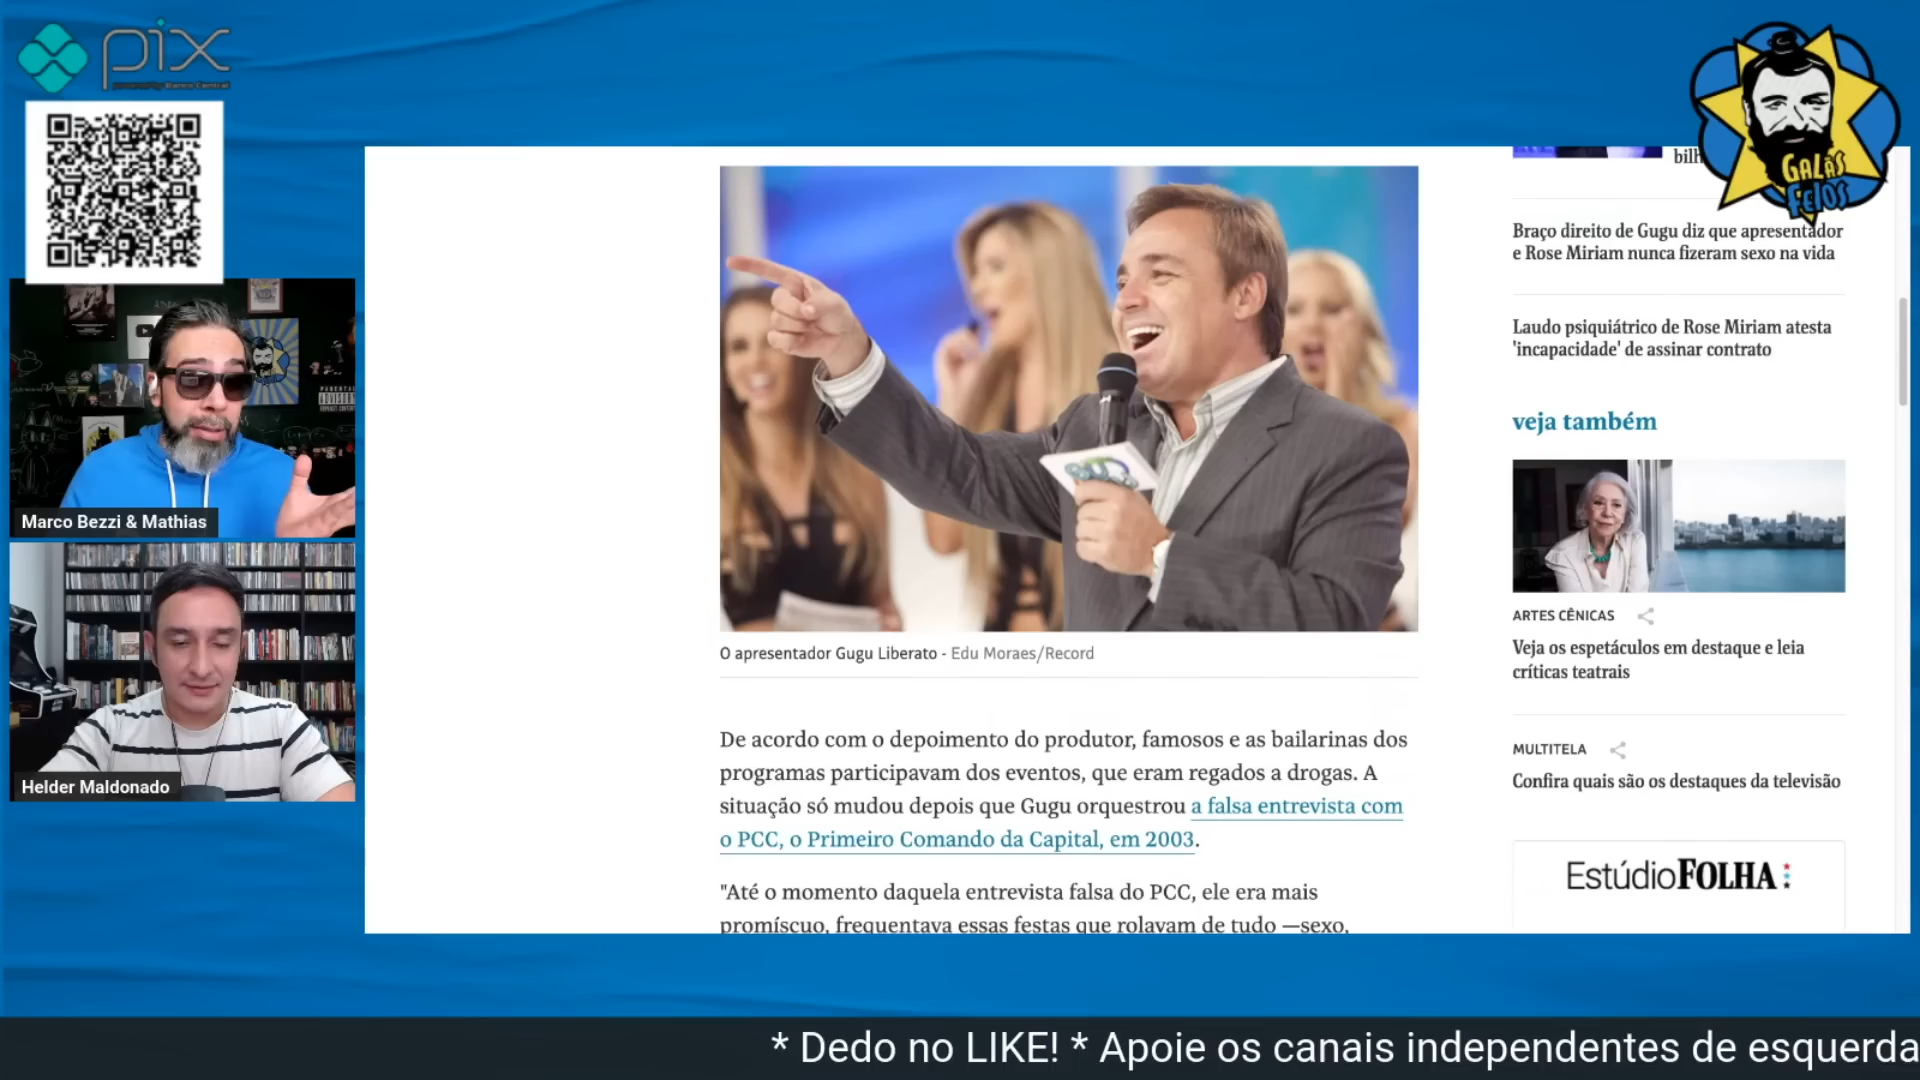 pix
powered by Banco Central
GALÃS
FEIOS
Marco Bezzi & Mathias
Helder Maldonado
O apresentador Gugu Liberato - Edu Moraes/Record
De acordo com o depoimento do produtor, famosos e as bailarinas dos
programas participavam dos eventos, que eram regados a drogas. A
situação só mudou depois que Gugu orquestrou a falsa entrevista com
o PCC, o Primeiro Comando da Capital, em 2003.
"Até o momento daquela entrevista falsa do PCC, ele era mais
promíscuo, frequentava essas festas que rolavam de tudo —sexo,
Braço direito de Gugu diz que apresentador
e Rose Miriam nunca fizeram sexo na vida
Laudo psiquiátrico de Rose Miriam atesta
'incapacidade' de assinar contrato
veja também
ARTES CÊNICAS
Veja os espetáculos em destaque e leia
críticas teatrais
MULTITELA
Confira quais são os destaques da televisão
EstúdioFOLHA
* Dedo no LIKE! * Apoie os canais independentes de esquerda